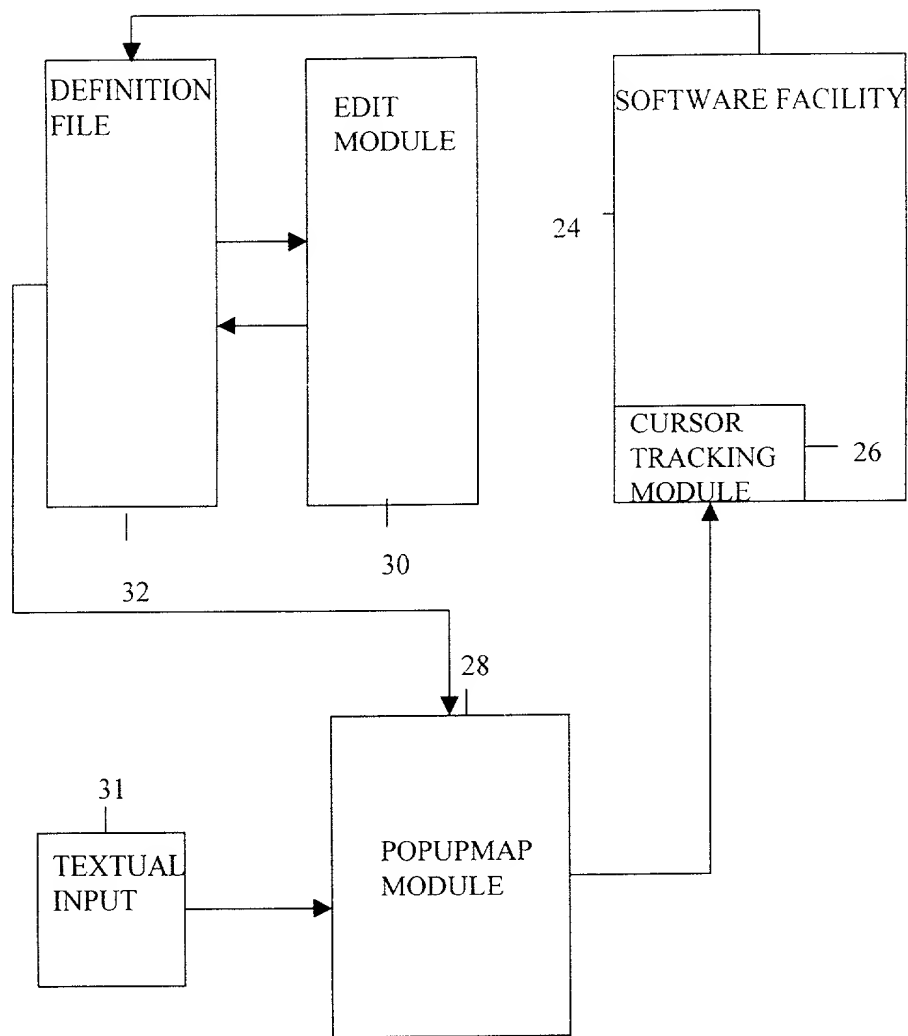 DEFINITION
FILE
EDIT
MODULE
SOFTWARE FACILITY
24
CURSOR
TRACKING
MODULE
26
32
30
28
31
TEXTUAL
INPUT
POPUPMAP
MODULE